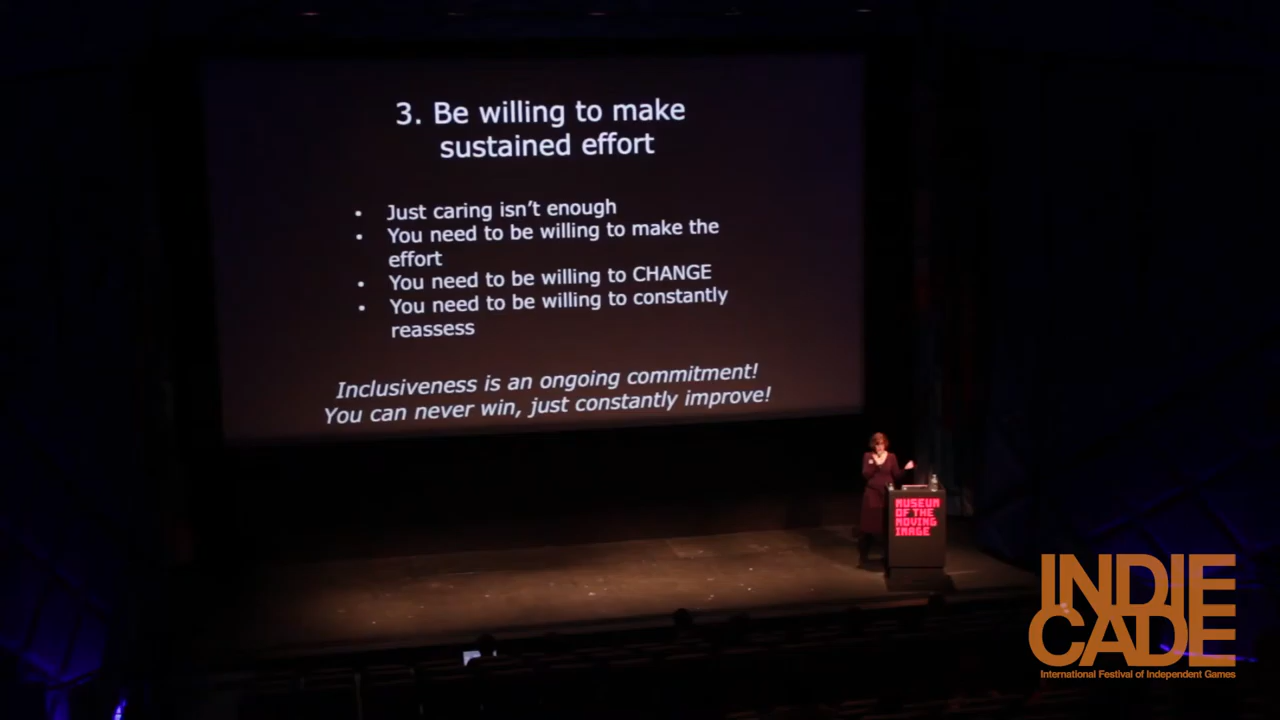 3. Be willing to make
sustained effort
• Just caring isn't enough
• You need to be willing to make the
effort
• You need to be willing to CHANGE
• You need to be willing to constantly
reassess
Inclusiveness is an ongoing commitment!
You can never win, just constantly improve!
MUSEUM
OF THE
MOVING
IMAGE
INDIE
CADE
International Festival of Independent Games